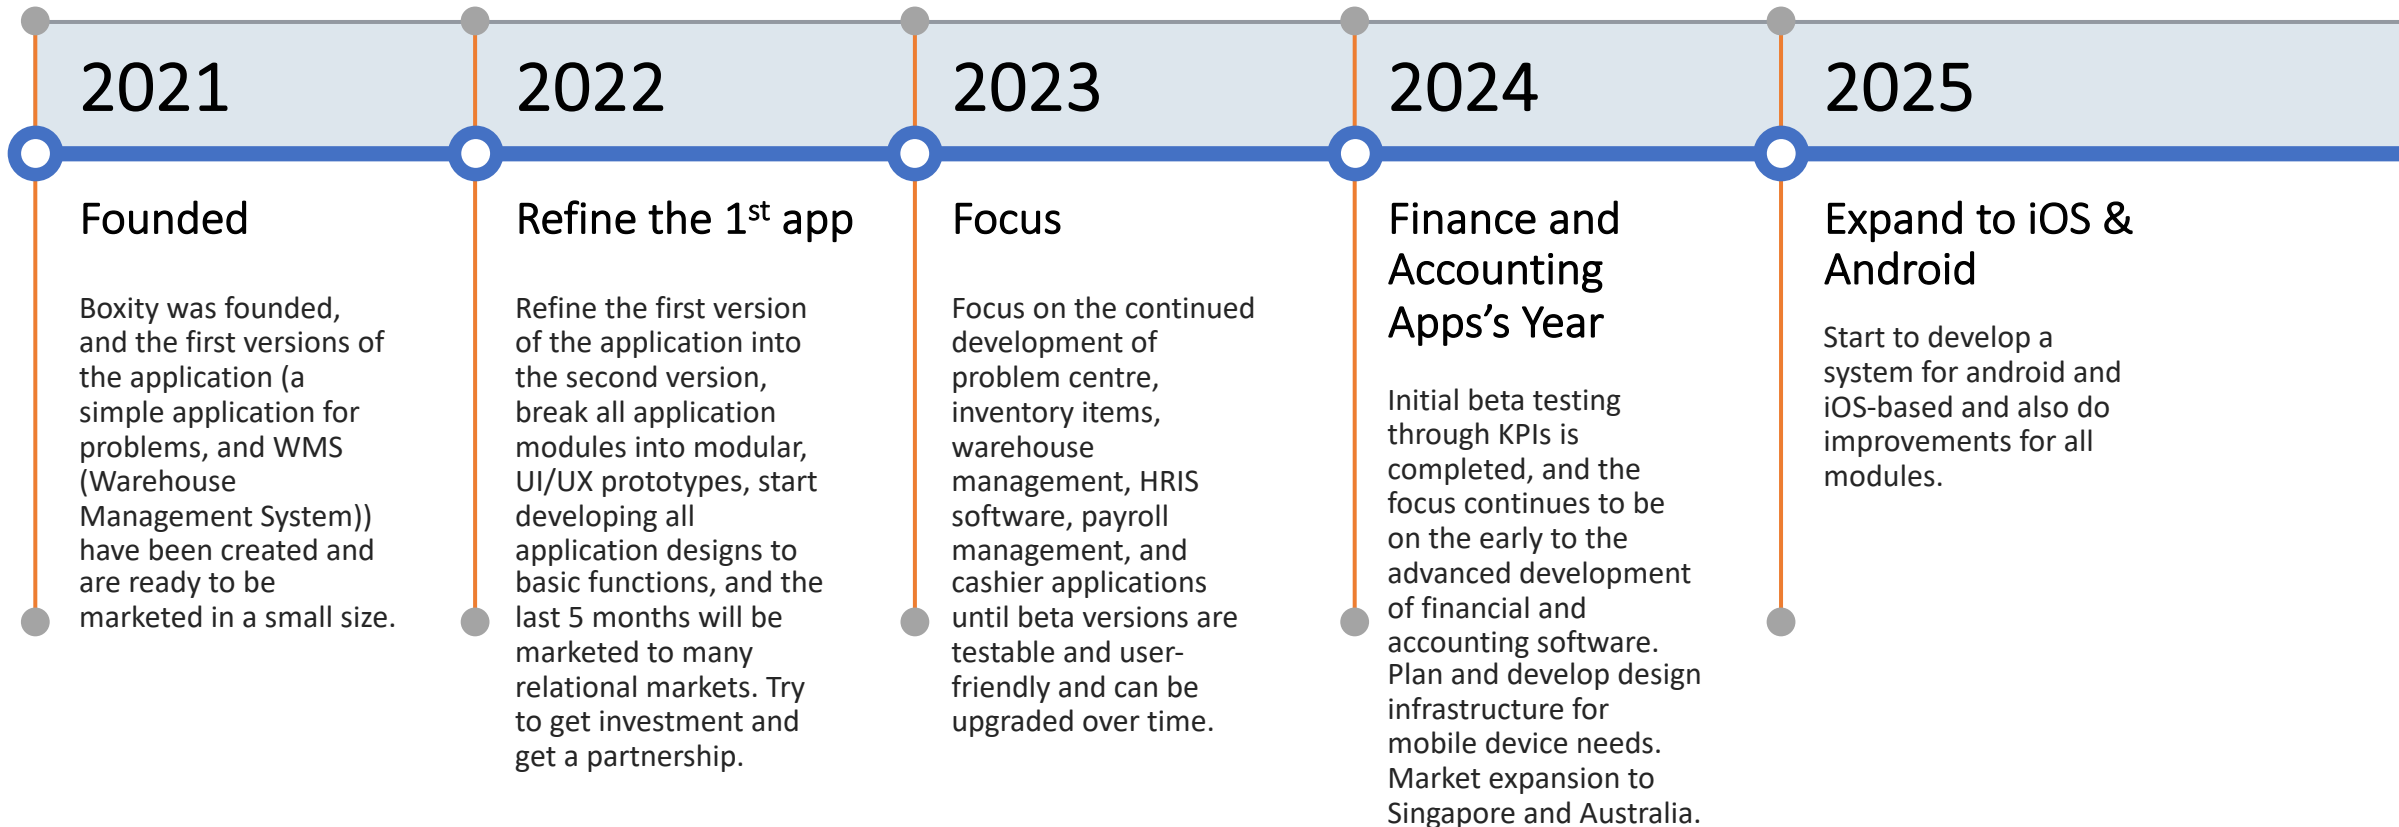 2021
Founded
Boxity was founded,
and the first versions of
the application (a
simple application for
problems, and WMS
(Warehouse
Management System))
have been created and
are ready to be
marketed in a small size.
2022
Refine the 1st app
Refine the first version
of the application into
the second version,
break all application
modules into modular,
UI/UX prototypes, start
developing all
application designs to
basic functions, and the
last 5 months will be
marketed to many
relational markets. Try
to get investment and
get a partnership.
2023
Focus
Focus on the continued
development of
problem centre,
inventory items,
warehouse
management, HRIS
software, payroll
management, and
cashier applications
until beta versions are
testable and user-
friendly and can be
upgraded over time.
2024
Finance and
Accounting
Apps’s Year
Initial beta testing
through KPIs is
completed, and the
focus continues to be
on the early to the
advanced development
of financial and
accounting software.
Plan and develop design
infrastructure for
mobile device needs.
Market expansion to
Singapore and Australia.
2025
Expand to iOS &
Android
Start to develop a
system for android and
iOS-based and also do
improvements for all
modules.